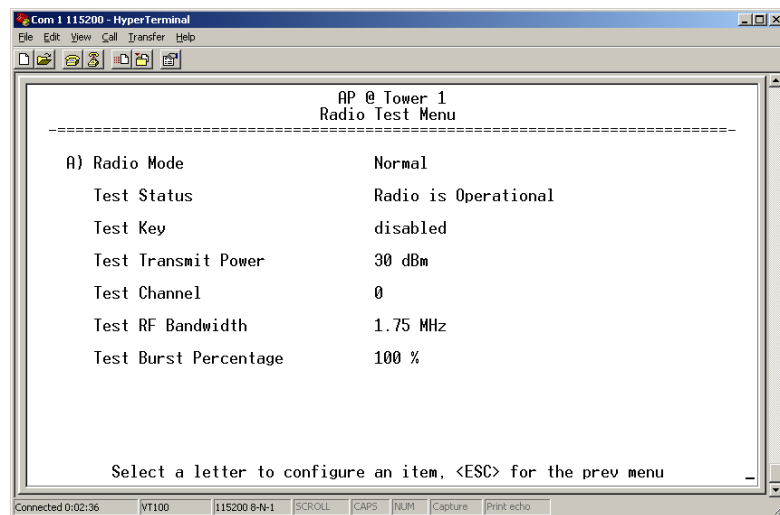 Com 1 115200 - HyperTerminal
File Edit View Call Transfer Help
AP @ Tower 1
Radio Test Menu
-==========================================================================-
A) Radio Mode Normal
Test Status Radio is Operational
Test Key disabled
Test Transmit Power 30 dBm
Test Channel 0
Test RF Bandwidth 1.75 MHz
Test Burst Percentage 100 %
Select a letter to configure an item, <ESC> for the prev menu _
Connected 0:02:36 VT100 115200 8-N-1 SCROLL CAPS NUM Capture Print echo